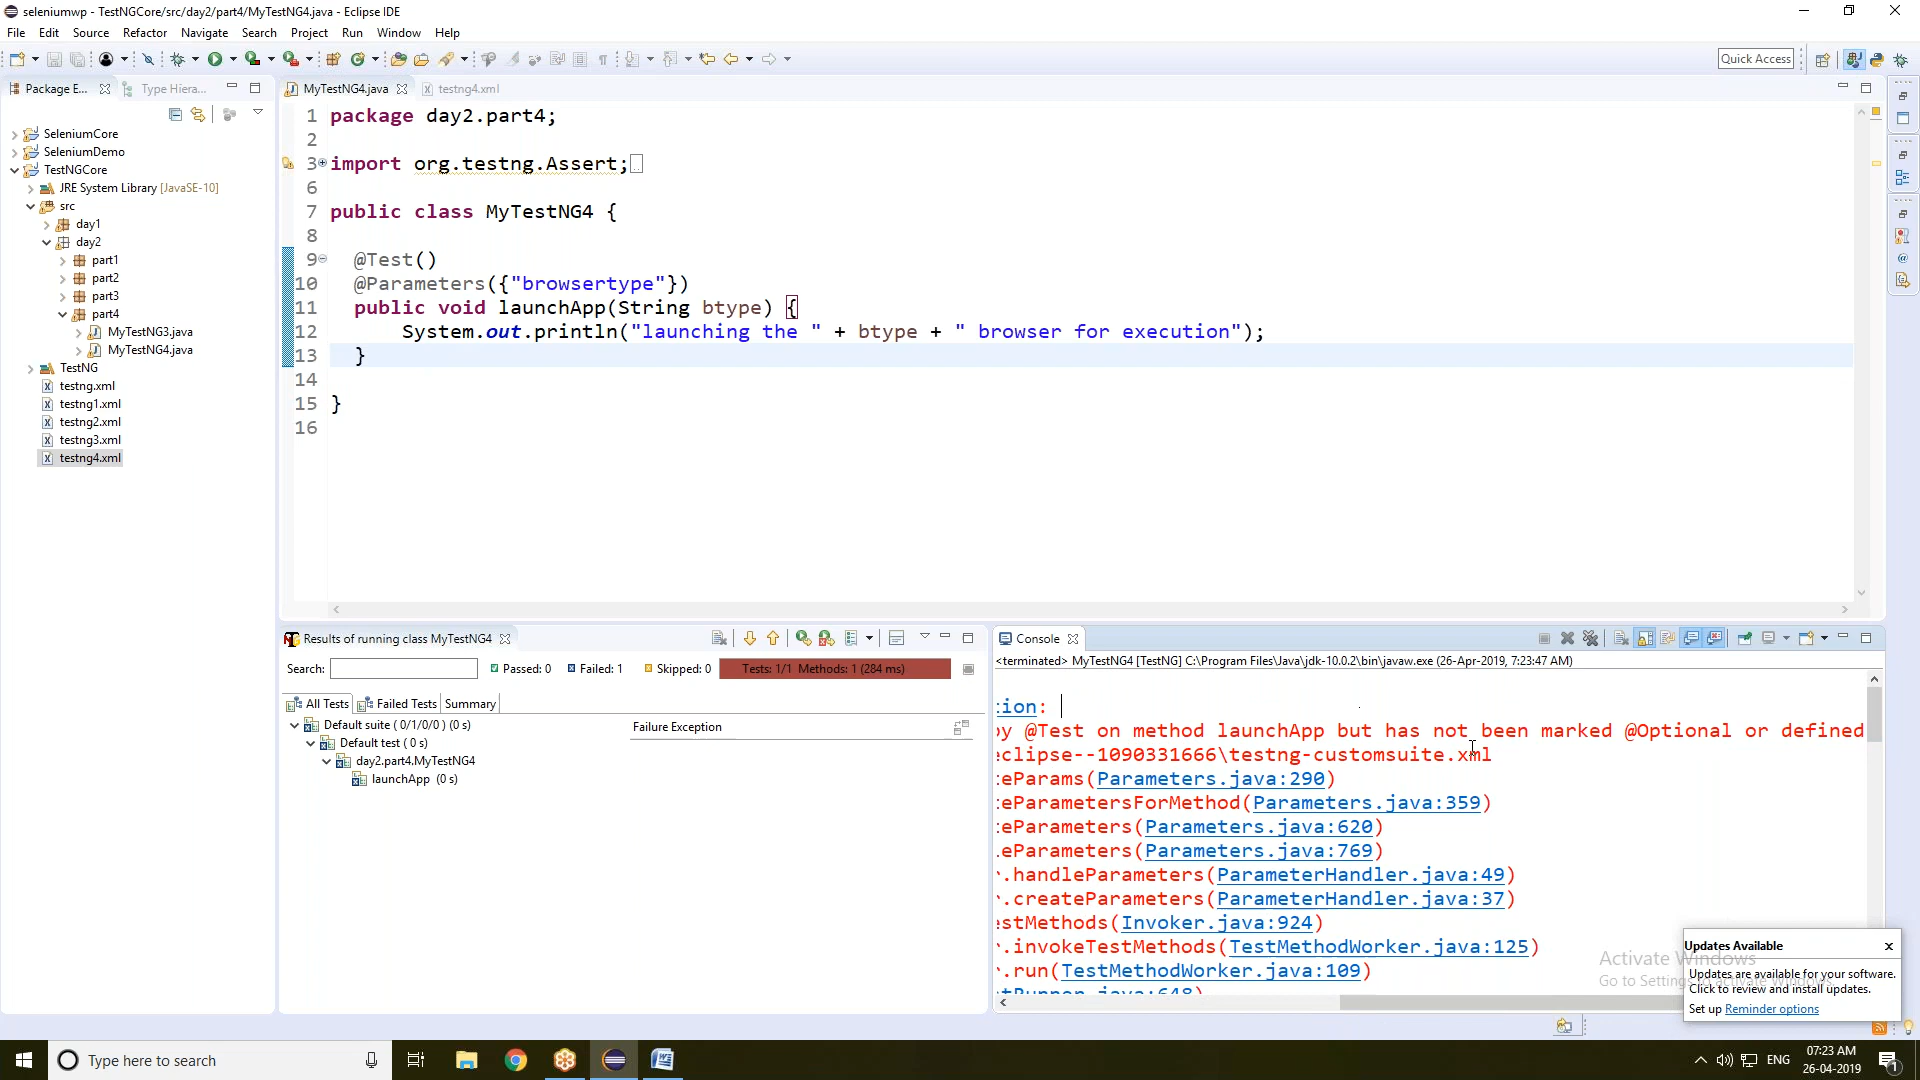 seleniumwp - TestNGCore/src/day2/part4/MyTestNG4.java - Eclipse IDE
File Edit Source Refactor Navigate Search Project Run Window Help
Quick Access
Package E...
Type Hiera...
SeleniumCore
SeleniumDemo
TestNGCore
JRE System Library [JavaSE-10]
src
day1
day2
part1
part2
part3
part4
MyTestNG3.java
MyTestNG4.java
TestNG
testng.xml
testng1.xml
testng2.xml
testng3.xml
testng4.xml
MyTestNG4.java
testng4.xml
1 package day2.part4;
2
3 import org.testng.Assert;
6
7 public class MyTestNG4 {
8
9 @Test()
10 @Parameters({"browsertype"})
11 public void launchApp(String btype) {
12 System.out.println("launching the " + btype + " browser for execution");
13 }
14
15 }
16
Results of running class MyTestNG4
Search:
Passed: 0
Failed: 1
Skipped: 0
Tests: 1/1 Methods: 1 (284 ms)
All Tests
Failed Tests
Summary
Default suite ( 0/1/0/0 ) (0 s)
Default test ( 0 s)
day2.part4.MyTestNG4
launchApp (0 s)
Failure Exception
Console
<terminated> MyTestNG4 [TestNG] C:\Program Files\Java\jdk-10.0.2\bin\javaw.exe (26-Apr-2019, 7:23:47 AM)
tion:
by @Test on method launchApp but has not been marked @Optional or defined
eclipse--1090331666\testng-customsuite.xml
teParams(Parameters.java:290)
teParametersForMethod(Parameters.java:359)
eParameters(Parameters.java:620)
leParameters(Parameters.java:769)
r.handleParameters(ParameterHandler.java:49)
r.createParameters(ParameterHandler.java:37)
estMethods(Invoker.java:924)
r.invokeTestMethods(TestMethodWorker.java:125)
r.run(TestMethodWorker.java:109)
Updates Available
Updates are available for your software.
Click to review and install updates.
Set up Reminder options
Activate Windows
Go to Settings to activate Windows.
Type here to search
ENG
07:23 AM
26-04-2019
1